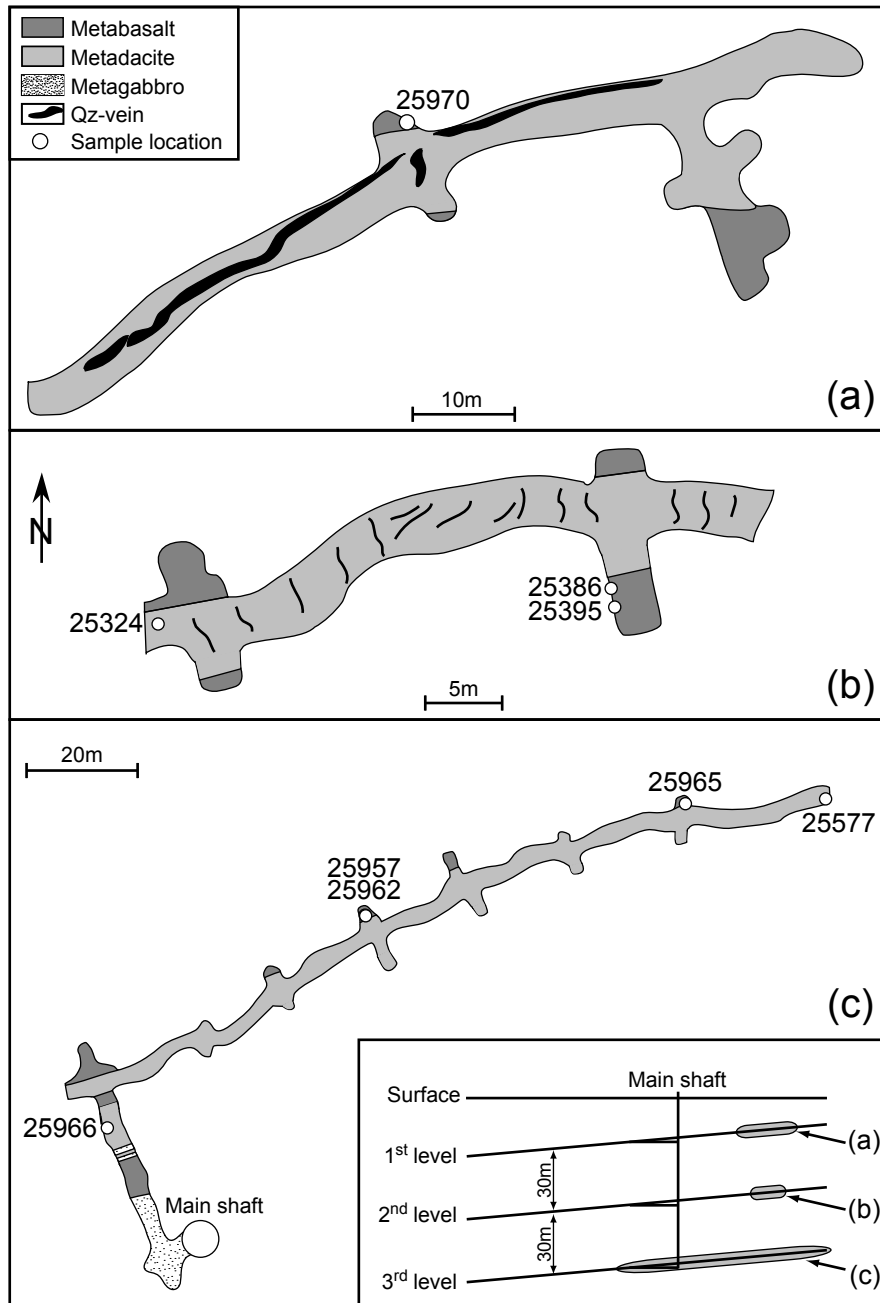 Metabasalt
Metadacite
Metagabbro
Qz-vein
Sample location
25970
10m
(a)
N
25324
25386
25395
5m
(b)
20m
25965
25577
25957
25962
(c)
25966
Main shaft
Main shaft
Surface
1st level
30m
(a)
2nd level
30m
(b)
3rd level
(c)